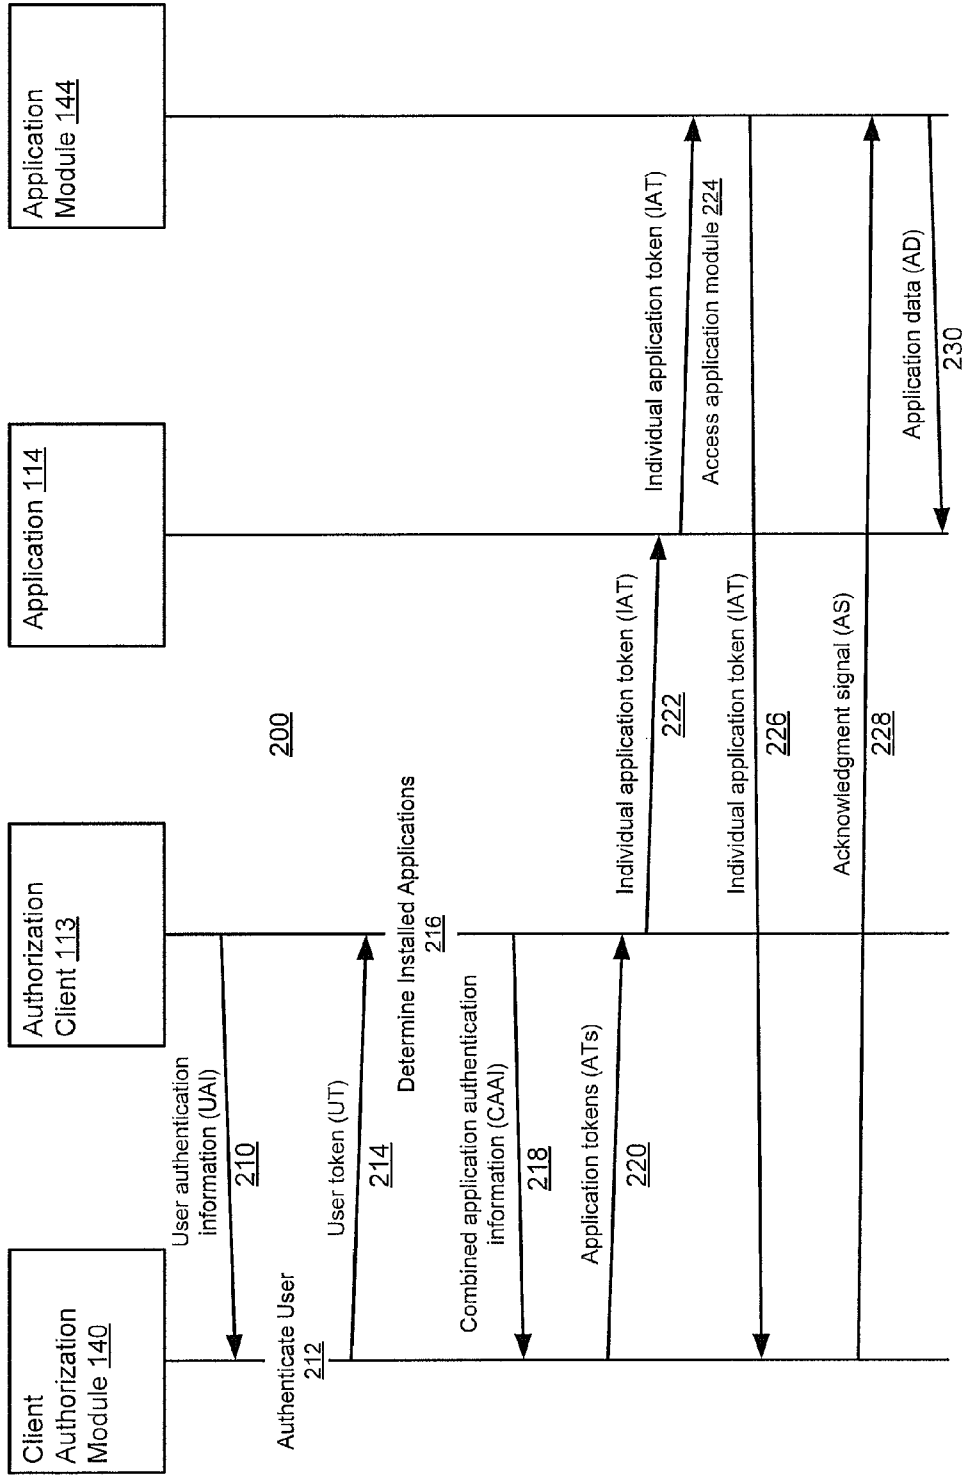 Client
Authorization
Module 140
Authorization
Client 113
Application 114
Application
Module 144
200
User authentication
information (UAI)
210
Authenticate User
212
User token (UT)
214
Determine Installed Applications
216
Combined application authentication
information (CAAI)
218
Application tokens (ATs)
220
Individual application token (IAT)
222
Individual application token (IAT)
Access application module 224
Individual application token (IAT)
226
Acknowledgment signal (AS)
228
Application data (AD)
230